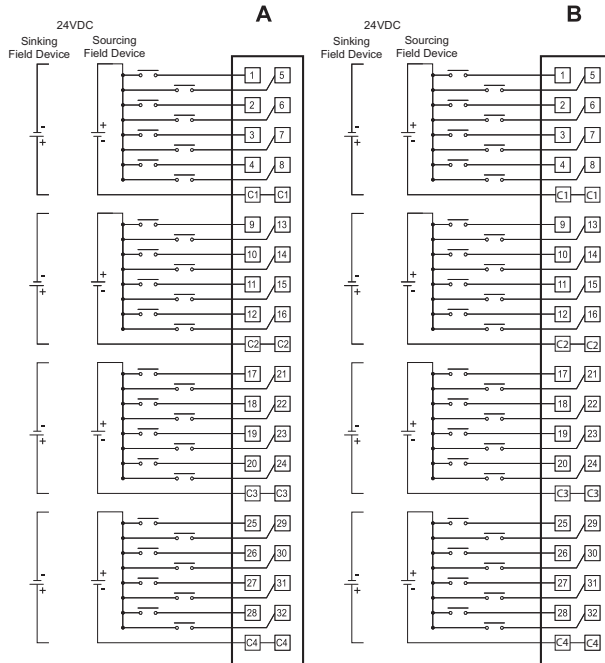 A B
24VDC 24VDC
Sinking Field Device Sourcing Field Device Sinking Field Device Sourcing Field Device
- + + - 1 5 - + + - 1 5
2 6 2 6
3 7 3 7
4 8 4 8
C1 C1 C1 C1
- + + - 9 13 - + + - 9 13
10 14 10 14
11 15 11 15
12 16 12 16
C2 C2 C2 C2
- + + - 17 21 - + + - 17 21
18 22 18 22
19 23 19 23
20 24 20 24
C3 C3 C3 C3
- + + - 25 29 - + + - 25 29
26 30 26 30
27 31 27 31
28 32 28 32
C4 C4 C4 C4